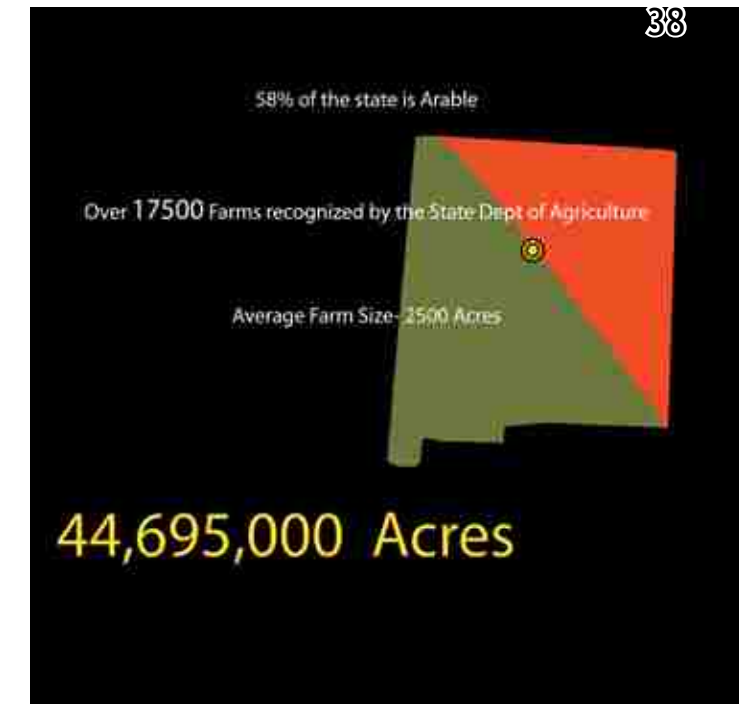 38
58% of the state is Arable
Over 17500 Farms recognized by the State Dept of Agriculture
Average Farm Size- 2500 Acres
44,695,000 Acres